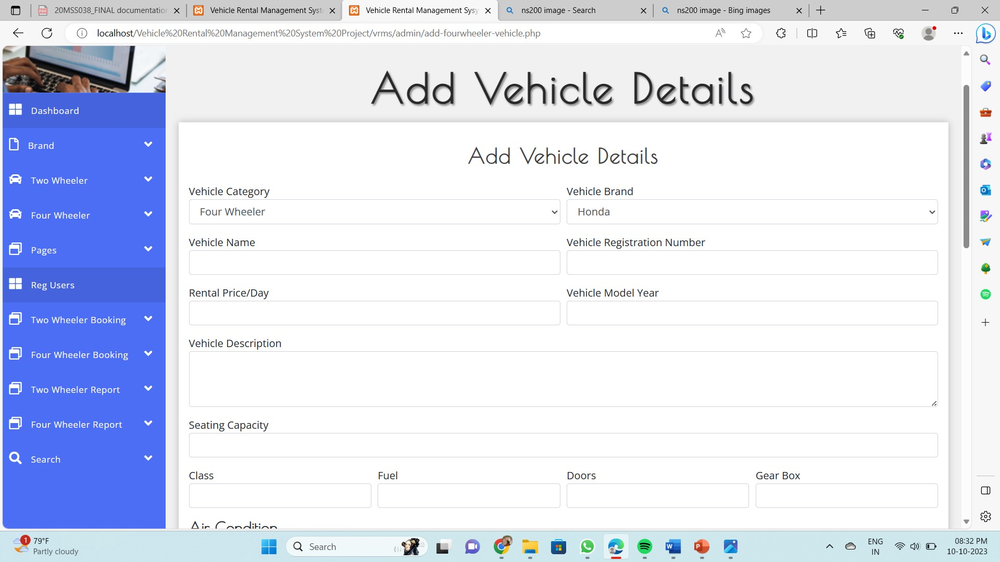 20MSS038_FINAL documentation
Vehicle Rental Management Syst
Vehicle Rental Management Sysy
ns200 image - Search
ns200 image - Bing images
localhost/Vehicle%20Rental%20Management%20System%20Project/vrms/admin/add-fourwheeler-vehicle.php
Add Vehicle Details
Dashboard
Brand
Two Wheeler
Four Wheeler
Pages
Reg Users
Two Wheeler Booking
Four Wheeler Booking
Two Wheeler Report
Four Wheeler Report
Search
Add Vehicle Details
Vehicle Category
Vehicle Brand
Four Wheeler
Honda
Vehicle Name
Vehicle Registration Number
Rental Price/Day
Vehicle Model Year
Vehicle Description
Seating Capacity
Class
Fuel
Doors
Gear Box
Air Condition
1
79°F
Partly cloudy
Search
ENG
IN
08:32 PM
10-10-2023